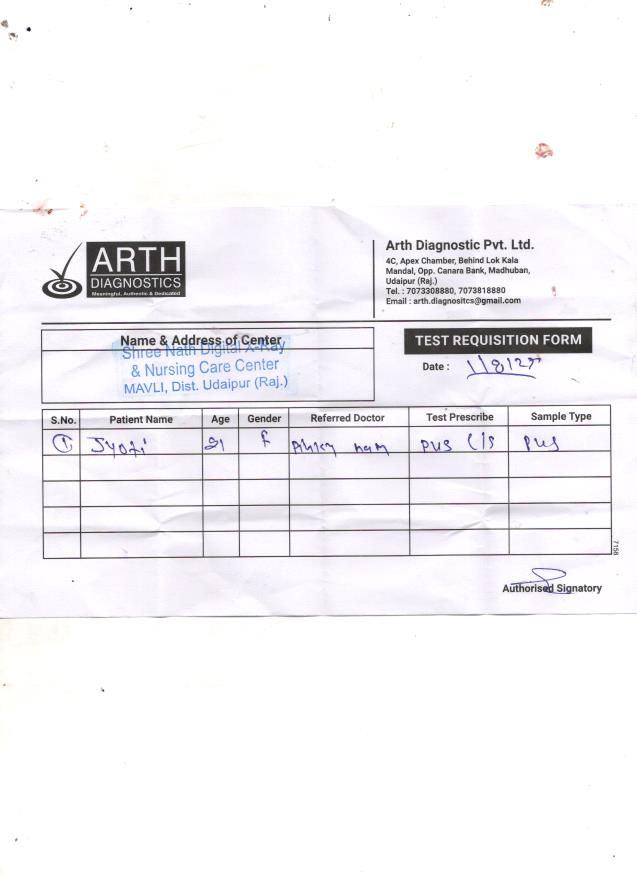 ARTH
DIAGNOSTICS
Meaningful, Authentic & Dedicated
Arth Diagnostic Pvt. Ltd.
4C, Apex Chamber, Behind Lok Kala
Mandal, Opp. Canara Bank, Madhuban,
Udaipur (Raj.)
Tel. : 7073308880, 7073818880
Email : arth.diagnositcs@gmail.com
Name & Address of Center
Shree Nath Digital X-Ray
& Nursing Care Center
MAVLI, Dist. Udaipur (Raj.)
TEST REQUISITION FORM
Date : 1/8/25
S.No. Patient Name Age Gender Referred Doctor Test Prescribe Sample Type
1 Jyoti 21 F mam Pus C/S Pus
7158
Authorised Signatory